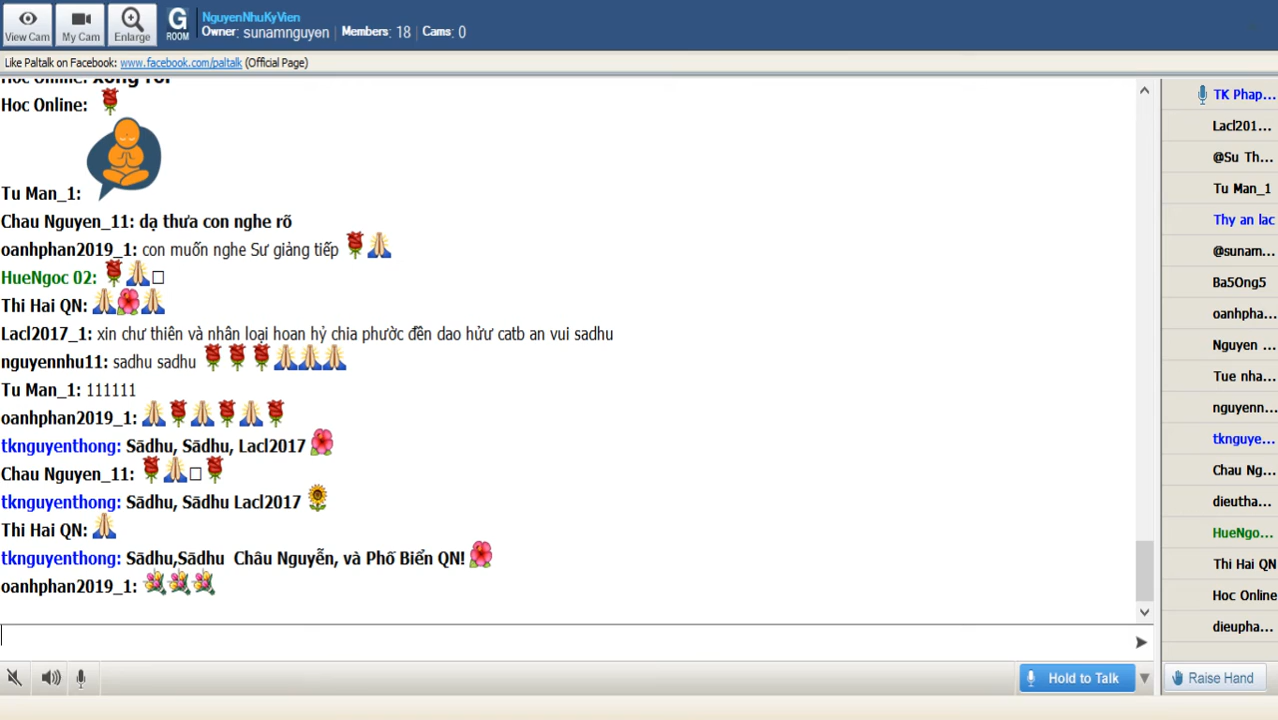 View Cam
My Cam
Enlarge
G
ROOM
NguyenNhuKyVien
Owner: sunamnguyen Members: 18 Cams: 0
Like Paltalk on Facebook: www.facebook.com/paltalk (Official Page)
Hoc Online: xong rồi
Hoc Online:
Tu Man_1:
Chau Nguyen_11: dạ thưa con nghe rõ
oanhphan2019_1: con muốn nghe Sư giảng tiếp
HueNgoc 02:
Thi Hai QN:
Lacl2017_1: xin chư thiên và nhân loại hoan hỷ chia phước đến dao hữư catb an vui sadhu
nguyennhu11: sadhu sadhu
Tu Man_1: 111111
oanhphan2019_1:
tknguyenthong: Sādhu, Sādhu, Lacl2017
Chau Nguyen_11:
tknguyenthong: Sādhu, Sādhu Lacl2017
Thi Hai QN:
tknguyenthong: Sādhu,Sādhu Châu Nguyễn, và Phố Biển QN!
oanhphan2019_1:
TK Phap...
Lacl201...
@Su Th...
Tu Man_1
Thy an lac
@sunam...
Ba5Ong5
oanhpha...
Nguyen ...
Tue nha...
nguyenn...
tknguye...
Chau Ng...
dieutha...
HueNgo...
Thi Hai QN
Hoc Online
dieupha...
Hold to Talk
Raise Hand